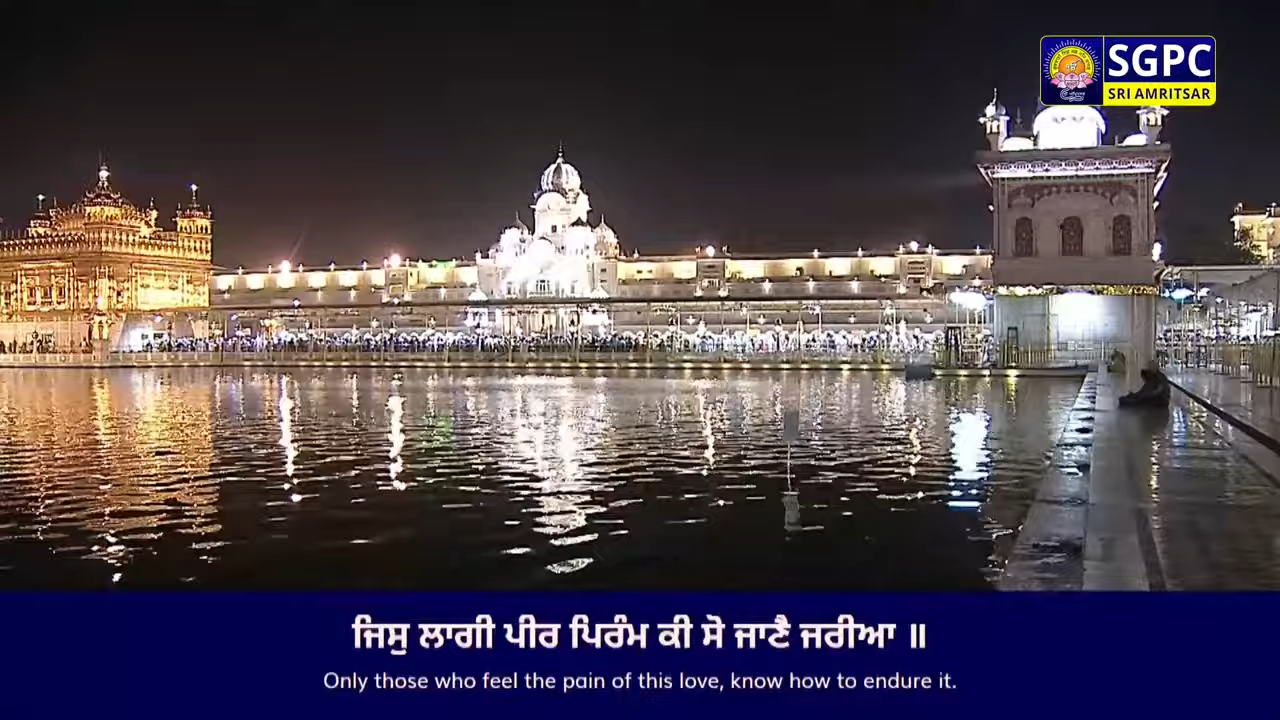 SGPC
SRI AMRITSAR
ਜਿਸੁ ਲਾਗੀ ਪੀਰ ਪਿਰੰਮ ਕੀ ਸੋ ਜਾਣੈ ਜਰੀਆ ॥
Only those who feel the pain of this love, know how to endure it.